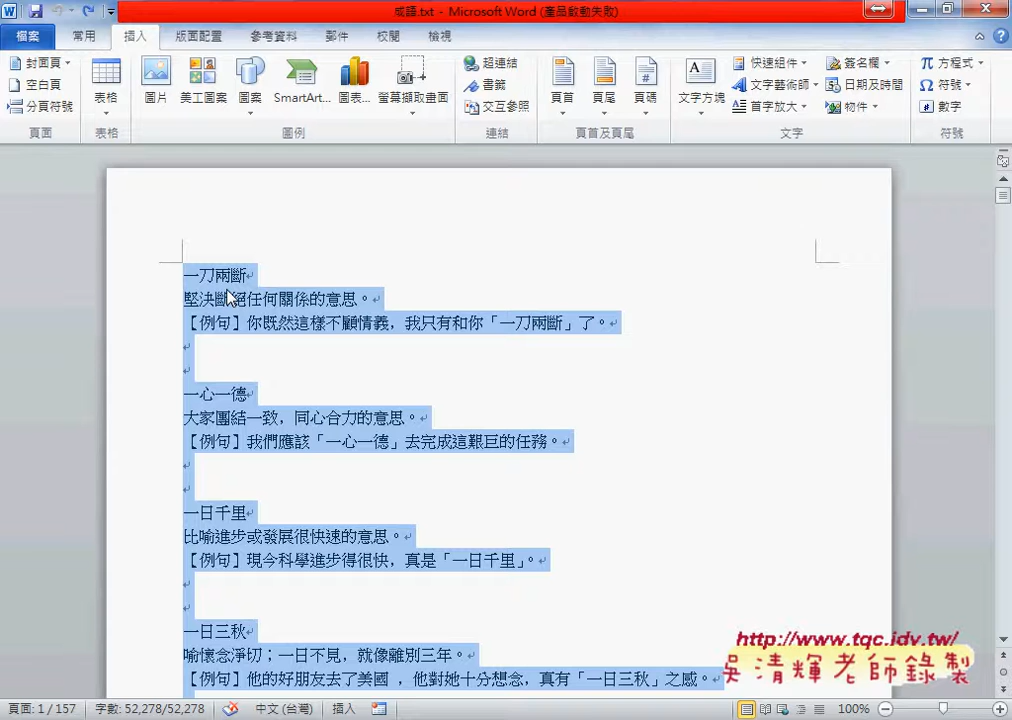 成語.txt - Microsoft Word (產品啟動失敗)
檔案 常用 插入 版面配置 參考資料 郵件 校閱 檢視
封面頁
空白頁
分頁符號
頁面
表格
表格
圖片 美工圖案 圖案 SmartArt... 圖表... 螢幕擷取畫面
圖例
超連結
書籤
交互參照
連結
頁首 頁尾 頁碼
頁首及頁尾
文字方塊
快速組件
文字藝術師
首字放大
簽名欄
日期及時間
物件
文字
方程式
符號
數字
符號
一刀兩斷
堅決斷絕任何關係的意思。
【例句】你既然這樣不顧情義，我只有和你「一刀兩斷」了。
一心一德
大家團結一致，同心合力的意思。
【例句】我們應該「一心一德」去完成這艱巨的任務。
一日千里
比喻進步或發展很快速的意思。
【例句】現今科學進步得很快，真是「一日千里」。
一日三秋
喻懷念淨切；一日不見，就像離別三年。
【例句】他的好朋友去了美國 ，他對她十分想念，真有「一日三秋」之感。
http://www.tqc.idv.tw/
吳清輝老師錄製
頁面: 1 / 157 字數: 52,278/52,278 中文 (台灣) 插入 100%